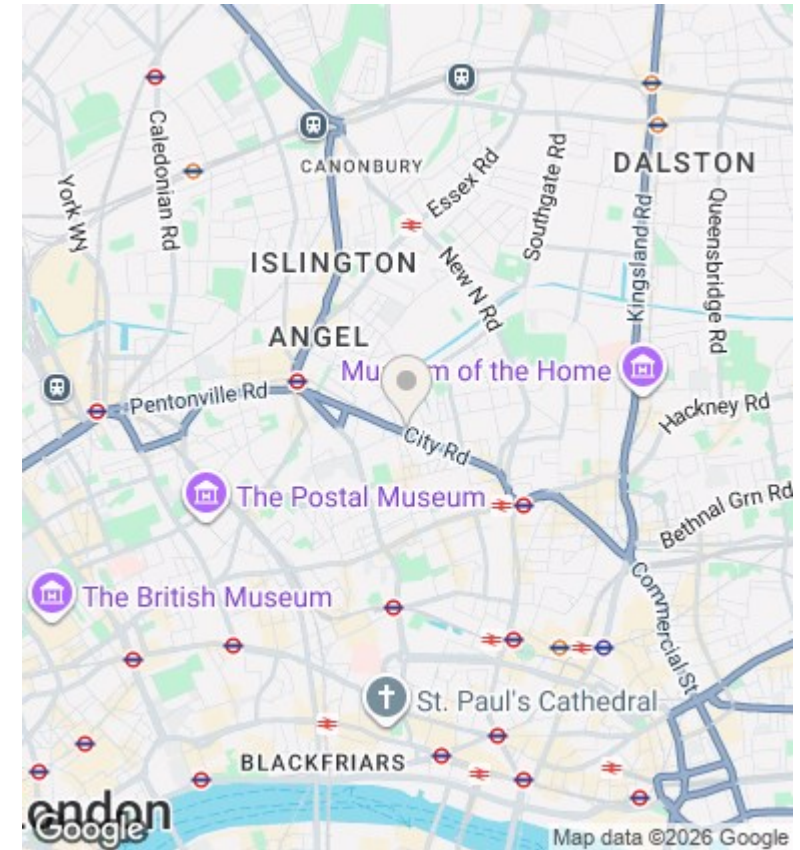 Caledonian Rd
York Wy
CANONBURY
Essex Rd
Southgate Rd
DALSTON
Kingsland Rd
Queensbridge Rd
ISLINGTON
New N Rd
ANGEL
Museum of the Home
Pentonville Rd
City Rd
Hackney Rd
The Postal Museum
Bethnal Grn Rd
The British Museum
Commercial St
St. Paul's Cathedral
BLACKFRIARS
London
Google
Map data ©2026 Google